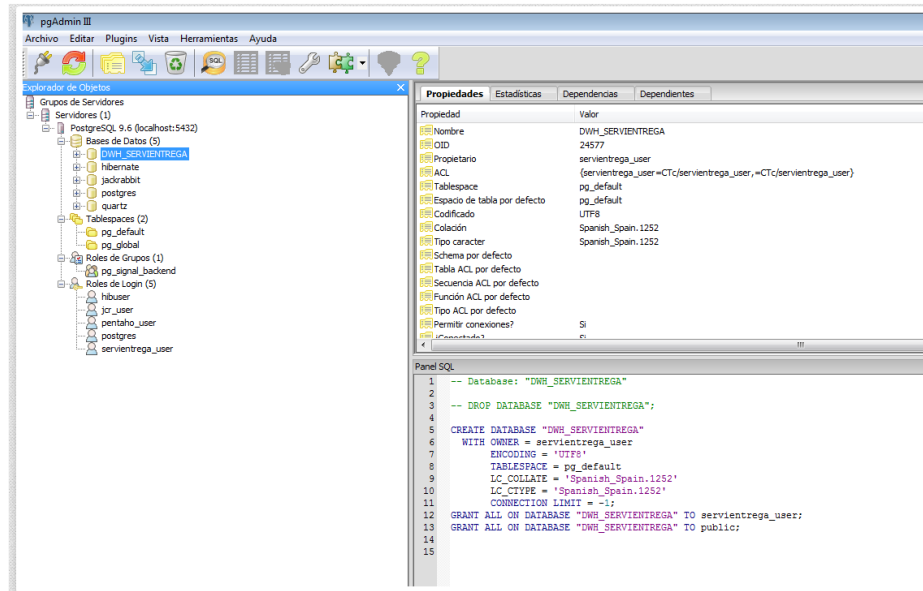 pgAdmin III
Archivo Editar Plugins Vista Herramientas Ayuda
SQL
Explorador de Objetos
Grupos de Servidores
Servidores (1)
PostgreSQL 9.6 (localhost:5432)
Bases de Datos (5)
DWH_SERVIENTREGA
hibernate
jackrabbit
postgres
quartz
Tablespaces (2)
pg_default
pg_global
Roles de Grupos (1)
pg_signal_backend
Roles de Login (5)
hibuser
jcr_user
pentaho_user
postgres
servientrega_user
Propiedades Estadísticas Dependencias Dependientes
Propiedad Valor
Nombre DWH_SERVIENTREGA
OID 24577
Propietario servientrega_user
ACL {servientrega_user=CTc/servientrega_user,=CTc/servientrega_user}
Tablespace pg_default
Espacio de tabla por defecto pg_default
Codificado UTF8
Colación Spanish_Spain.1252
Tipo caracter Spanish_Spain.1252
Schema por defecto
Tabla ACL por defecto
Secuencia ACL por defecto
Función ACL por defecto
Tipo ACL por defecto
Permitir conexiones? Si
¿Conectado? Si
Panel SQL
1 -- Database: "DWH_SERVIENTREGA"
2
3 -- DROP DATABASE "DWH_SERVIENTREGA";
4
5 CREATE DATABASE "DWH_SERVIENTREGA"
6 WITH OWNER = servientrega_user
7 ENCODING = 'UTF8'
8 TABLESPACE = pg_default
9 LC_COLLATE = 'Spanish_Spain.1252'
10 LC_CTYPE = 'Spanish_Spain.1252'
11 CONNECTION LIMIT = -1;
12 GRANT ALL ON DATABASE "DWH_SERVIENTREGA" TO servientrega_user;
13 GRANT ALL ON DATABASE "DWH_SERVIENTREGA" TO public;
14
15